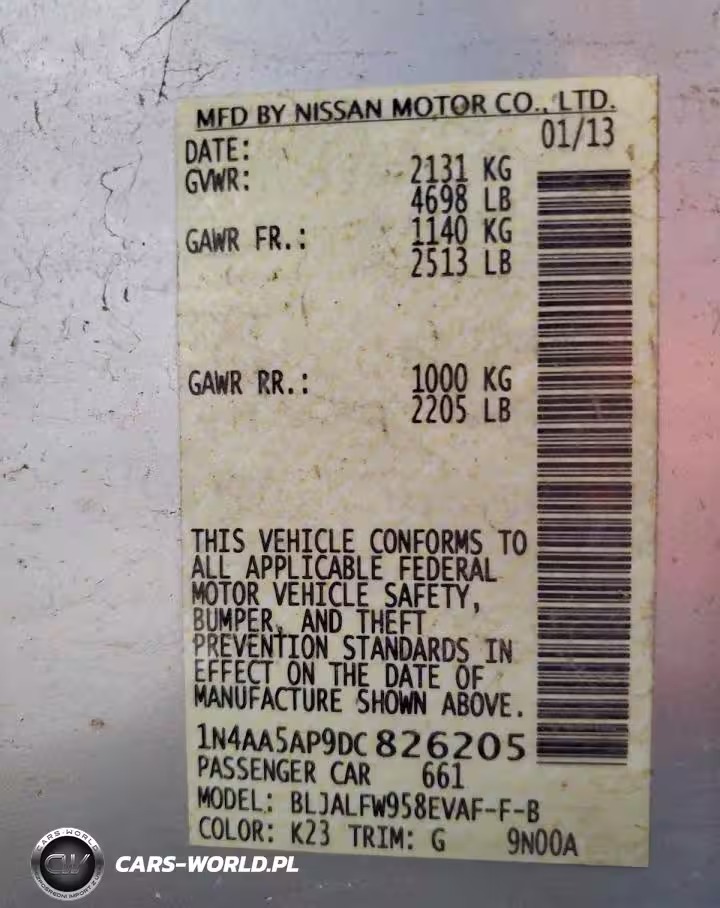 MFD BY NISSAN MOTOR CO., LTD.
DATE: 01/13
GVWR: 2131 KG
4698 LB
GAWR FR.: 1140 KG
2513 LB
GAWR RR.: 1000 KG
2205 LB
THIS VEHICLE CONFORMS TO
ALL APPLICABLE FEDERAL
MOTOR VEHICLE SAFETY,
BUMPER, AND THEFT
PREVENTION STANDARDS IN
EFFECT ON THE DATE OF
MANUFACTURE SHOWN ABOVE.
1N4AA5AP9DC826205
PASSENGER CAR 661
MODEL: BLJALFW958EVAF-F-B
COLOR: K23 TRIM: G 9N00A
CARS-WORLD
CW
CARS-WORLD.PL